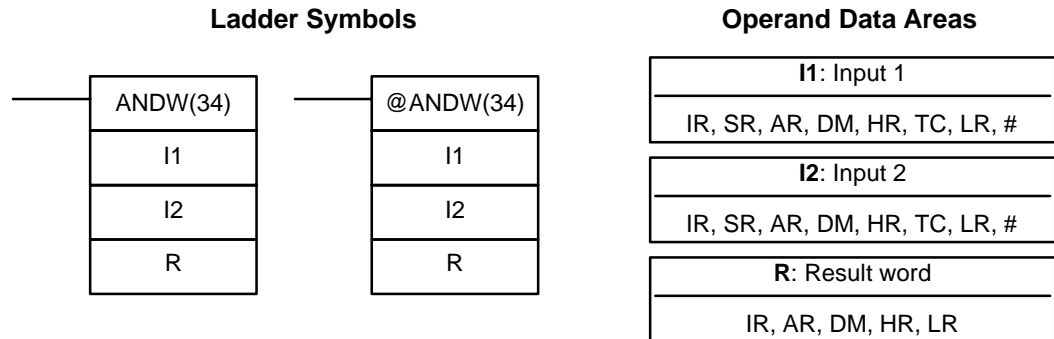 Ladder Symbols
ANDW(34)
I1
I2
R
@ANDW(34)
I1
I2
R
Operand Data Areas
I1: Input 1
IR, SR, AR, DM, HR, TC, LR, #
I2: Input 2
IR, SR, AR, DM, HR, TC, LR, #
R: Result word
IR, AR, DM, HR, LR